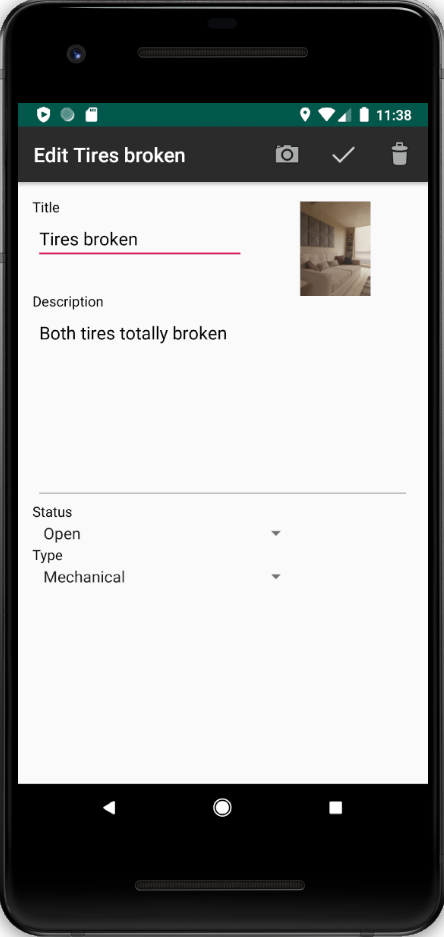 11:38
Edit Tires broken
Title
Tires broken
Description
Both tires totally broken
Status
Open
Type
Mechanical